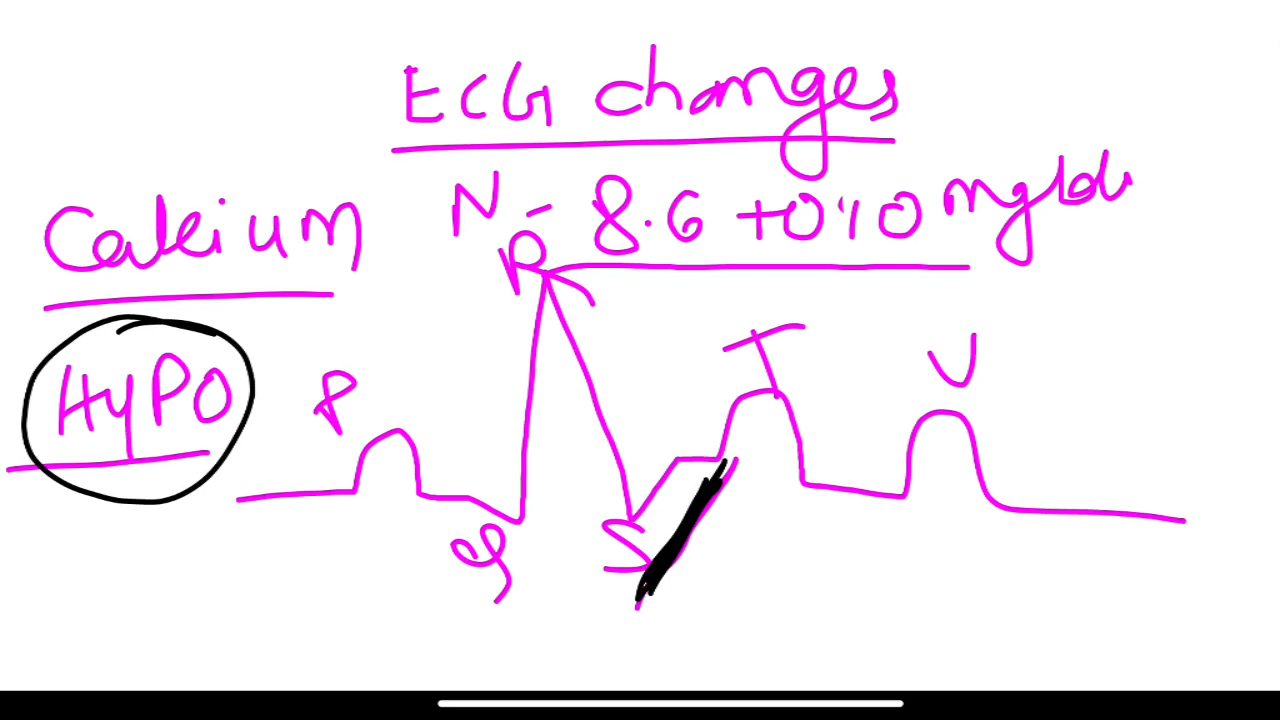 ECG changes
Calcium N- 8.6 to 10 mg/dL
R
HYPO P T U
Q S